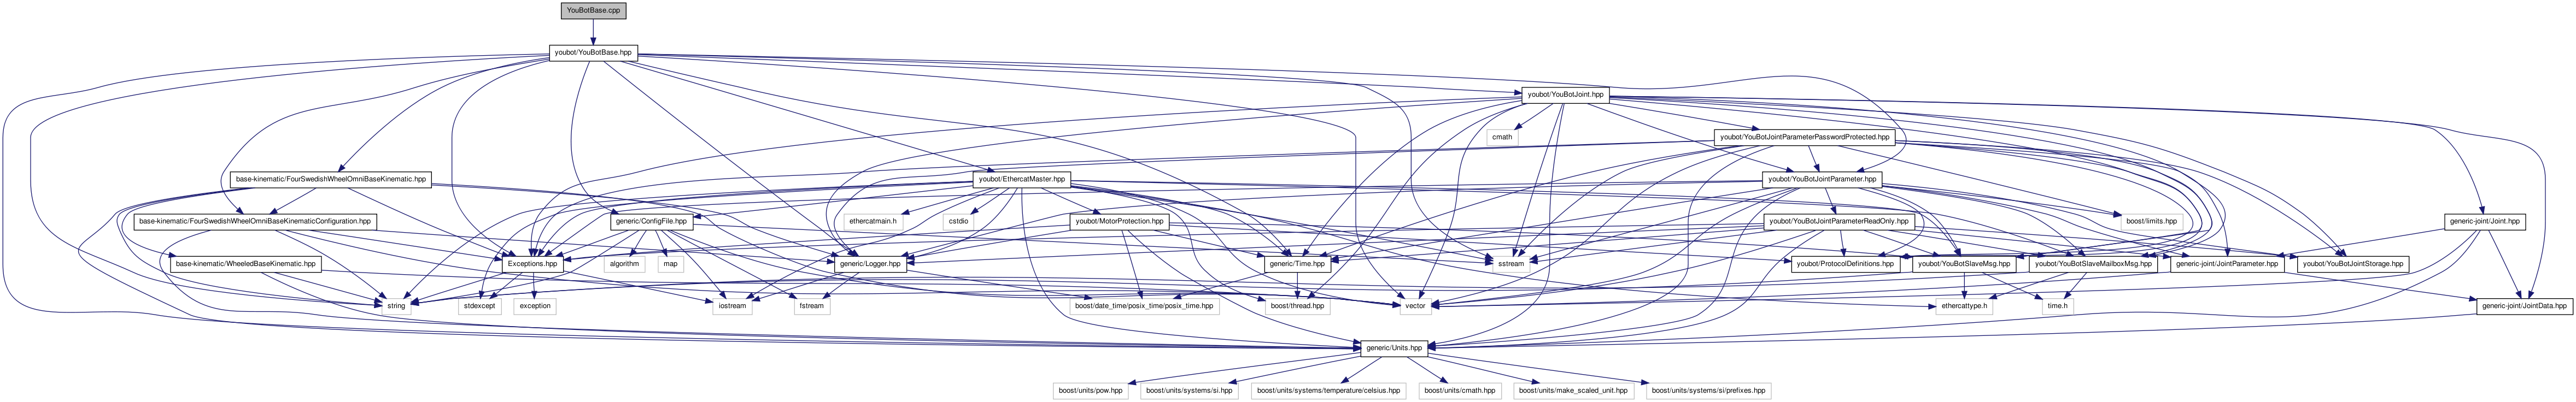 YouBotBase.cpp
youbot/YouBotBase.hpp
youbot/YouBotJoint.hpp
cmath
youbot/YouBotJointParameterPasswordProtected.hpp
base-kinematic/FourSwedishWheelOmniBaseKinematic.hpp
youbot/EthercatMaster.hpp
youbot/YouBotJointParameter.hpp
base-kinematic/FourSwedishWheelOmniBaseKinematicConfiguration.hpp
generic/ConfigFile.hpp
ethercatmain.h
cstdio
youbot/MotorProtection.hpp
youbot/YouBotJointParameterReadOnly.hpp
boost/limits.hpp
generic-joint/Joint.hpp
base-kinematic/WheeledBaseKinematic.hpp
Exceptions.hpp
algorithm
map
generic/Logger.hpp
generic/Time.hpp
sstream
youbot/ProtocolDefinitions.hpp
youbot/YouBotSlaveMsg.hpp
youbot/YouBotSlaveMailboxMsg.hpp
generic-joint/JointParameter.hpp
youbot/YouBotJointStorage.hpp
string
stdexcept
exception
iostream
fstream
boost/date_time/posix_time/posix_time.hpp
boost/thread.hpp
vector
ethercattype.h
time.h
generic-joint/JointData.hpp
generic/Units.hpp
boost/units/pow.hpp
boost/units/systems/si.hpp
boost/units/systems/temperature/celsius.hpp
boost/units/cmath.hpp
boost/units/make_scaled_unit.hpp
boost/units/systems/si/prefixes.hpp